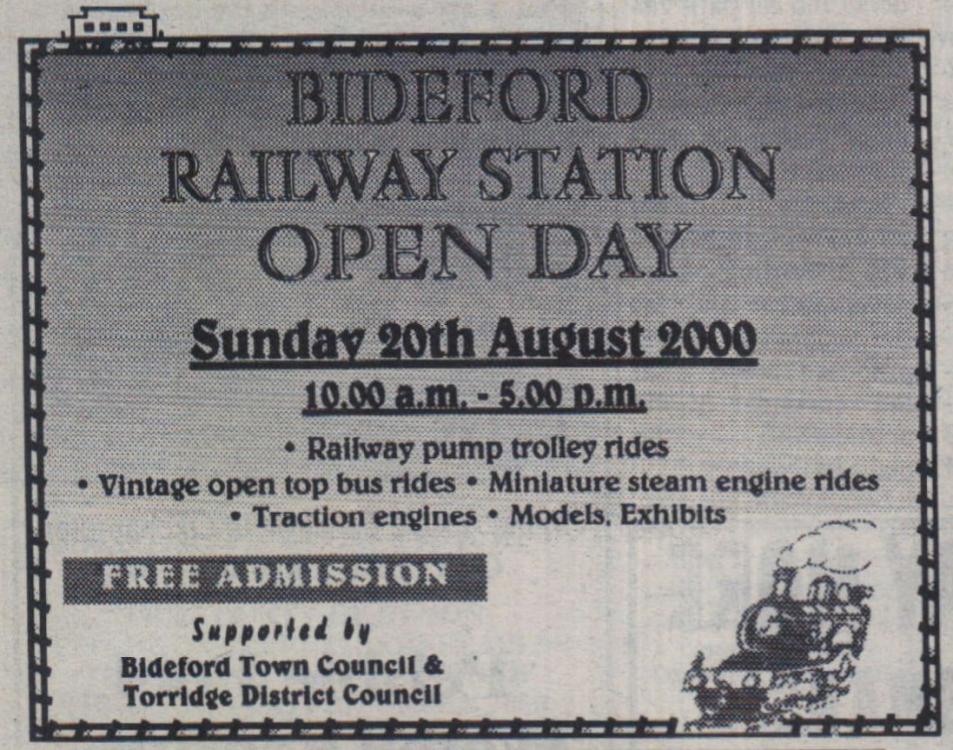 BIDEFORD
RAILWAY STATION
OPEN DAY
Sunday 20th August 2000
10.00 a.m. - 5.00 p.m.
• Railway pump trolley rides
• Vintage open top bus rides • Miniature steam engine rides
• Traction engines • Models, Exhibits
FREE ADMISSION
Supported by
Bideford Town Council &
Torridge District Council